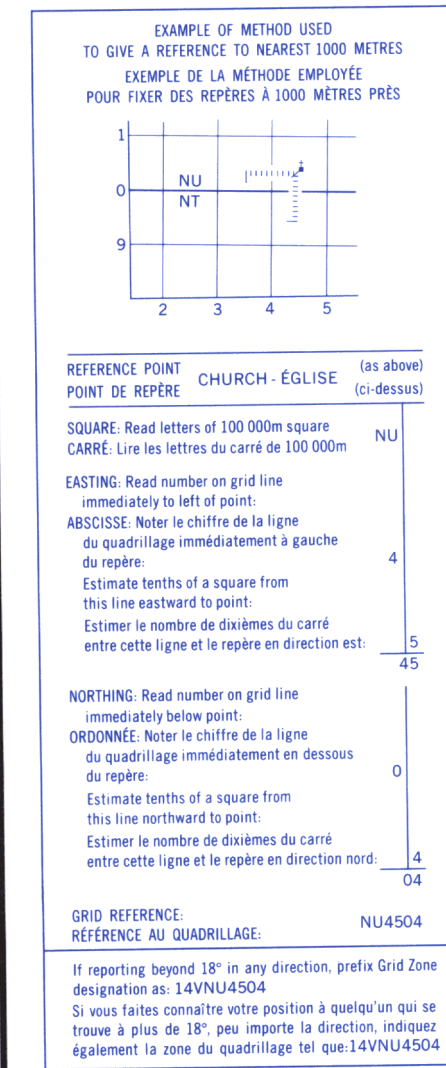 EXAMPLE OF METHOD USED
TO GIVE A REFERENCE TO NEAREST 1000 METRES
EXEMPLE DE LA MÉTHODE EMPLOYÉE
POUR FIXER DES REPÈRES À 1000 MÈTRES PRÈS
1
NU
0
NT
9
2 3 4 5
REFERENCE POINT
POINT DE REPÈRE
CHURCH - ÉGLISE
(as above)
(ci-dessus)
SQUARE: Read letters of 100 000m square
CARRÉ: Lire les lettres du carré de 100 000m
NU
EASTING: Read number on grid line
immediately to left of point:
ABSCISSE: Noter le chiffre de la ligne
du quadrillage immédiatement à gauche
du repère: 4
Estimate tenths of a square from
this line eastward to point:
Estimer le nombre de dixièmes du carré
entre cette ligne et le repère en direction est: 5
45
NORTHING: Read number on grid line
immediately below point:
ORDONNÉE: Noter le chiffre de la ligne
du quadrillage immédiatement en dessous
du repère: 0
Estimate tenths of a square from
this line northward to point:
Estimer le nombre de dixièmes du carré
entre cette ligne et le repère en direction nord: 4
04
GRID REFERENCE:
RÉFÉRENCE AU QUADRILLAGE:
NU4504
If reporting beyond 18° in any direction, prefix Grid Zone
designation as: 14VNU4504
Si vous faites connaître votre position à quelqu'un qui se
trouve à plus de 18°, peu importe la direction, indiquez
également la zone du quadrillage tel que:14VNU4504